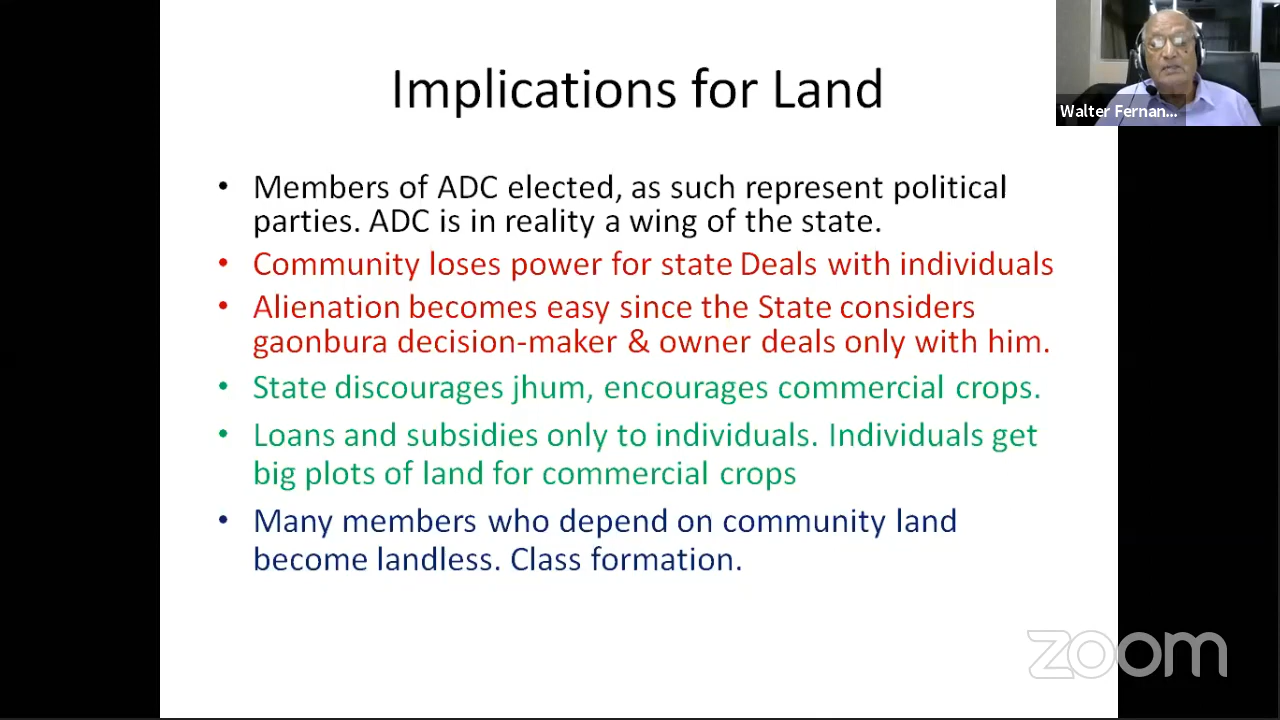 Implications for Land
Walter Fernan...
• Members of ADC elected, as such represent political
parties. ADC is in reality a wing of the state.
• Community loses power for state Deals with individuals
• Alienation becomes easy since the State considers
gaonbura decision-maker & owner deals only with him.
• State discourages jhum, encourages commercial crops.
• Loans and subsidies only to individuals. Individuals get
big plots of land for commercial crops
• Many members who depend on community land
become landless. Class formation.
zoom